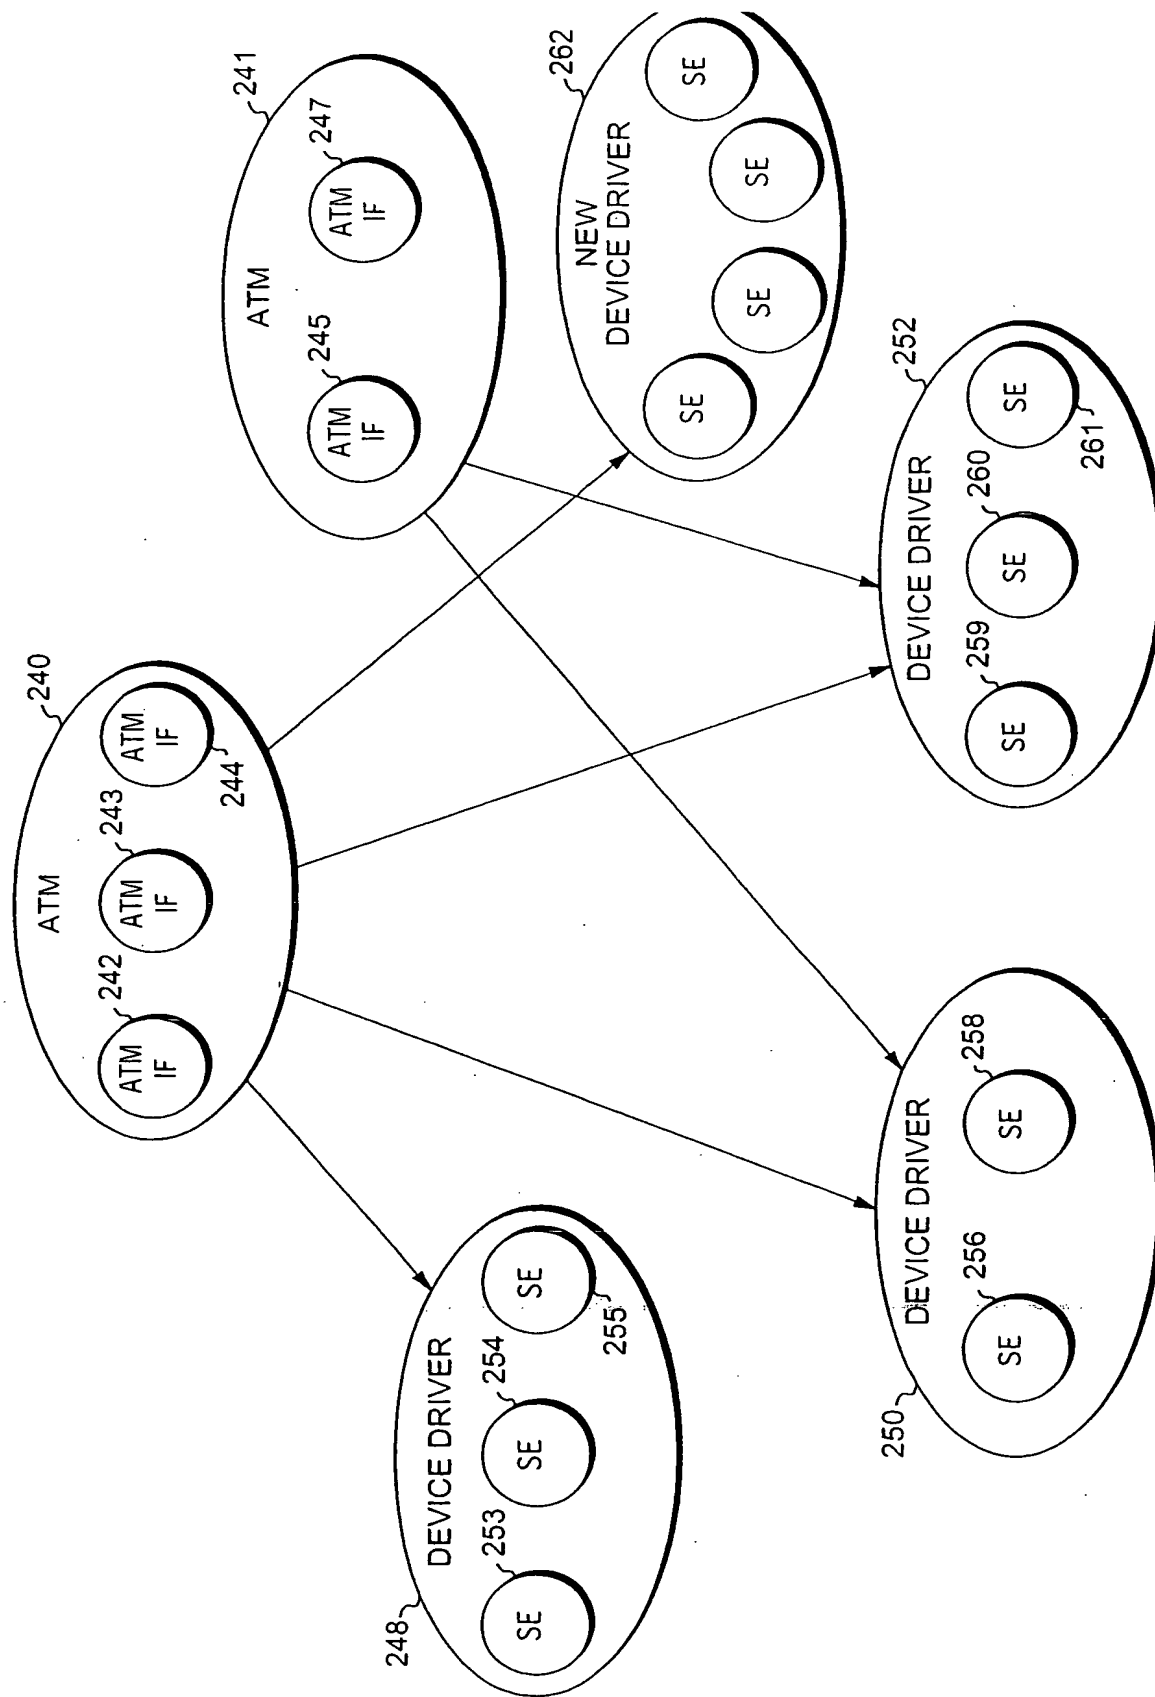 240
ATM
242
243
ATM
IF
ATM
IF
ATM
IF
244
241
ATM
245
247
ATM
IF
ATM
IF
248
DEVICE DRIVER
253
254
SE
SE
SE
255
262
NEW
DEVICE DRIVER
SE
SE
SE
SE
250
DEVICE DRIVER
256
258
SE
SE
252
DEVICE DRIVER
259
260
SE
SE
SE
261